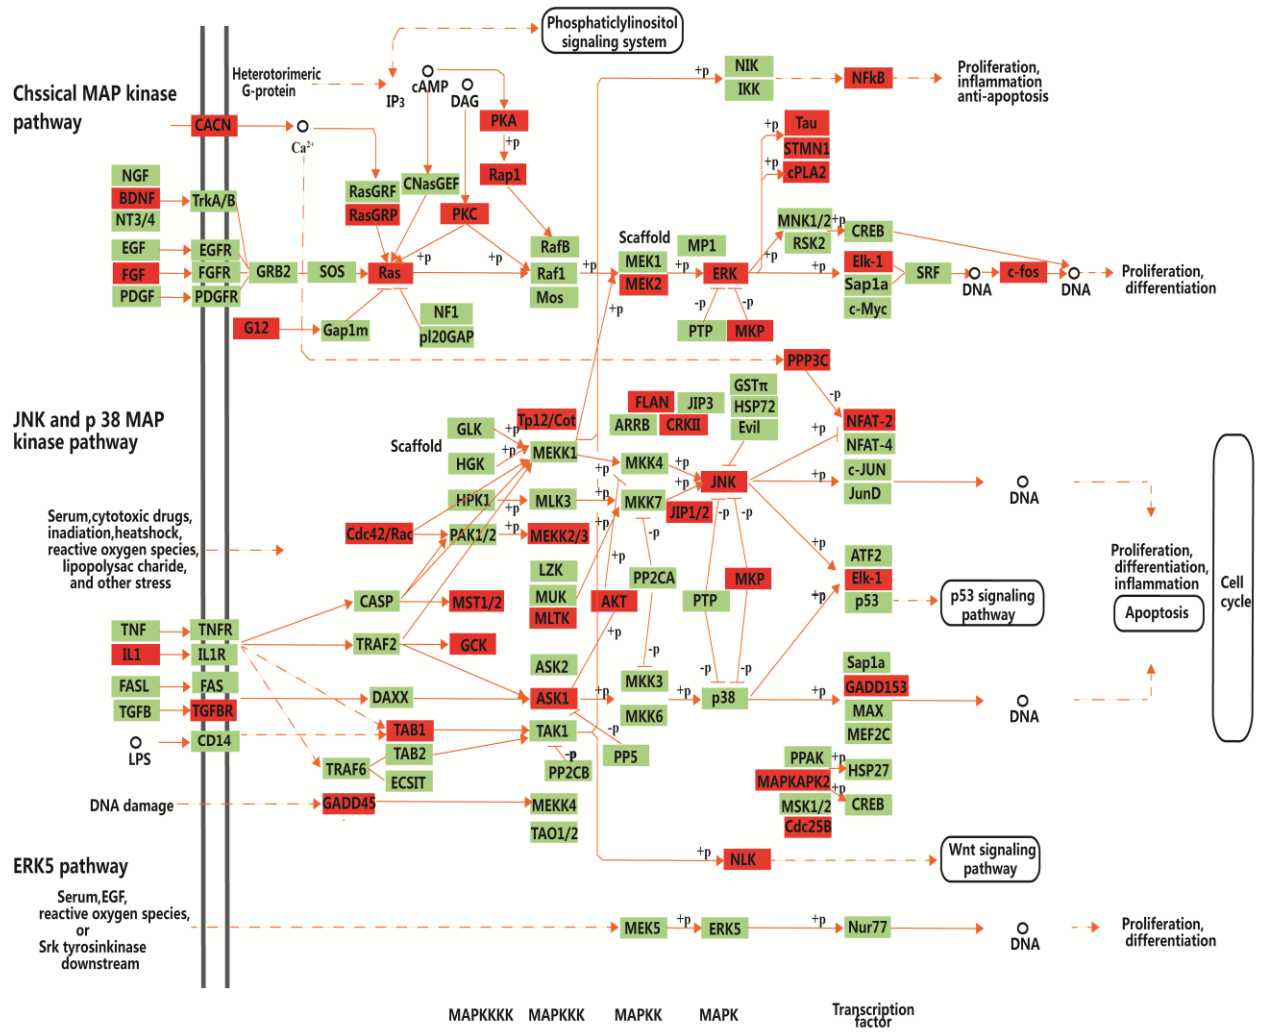 Phosphaticlylinositol
signaling system
Heterotorimeric
G-protein
IP3
cAMP
DAG
+p
NIK
IKK
NFkB
Proliferation,
inflammation
anti-apoptosis
Chssical MAP kinase
pathway
CACN
Ca2+
PKA
+p
Rap1
+p
Tau
STMN1
+p
cPLA2
NGF
BDNF
NT3/4
TrkA/B
RasGRF
RasGRP
CNasGEF
PKC
EGF
FGF
PDGF
EGFR
FGFR
PDGFR
GRB2
SOS
Ras
+p
+p
RafB
Raf1
Mos
+p
Scaffold
MEK1
MEK2
+p
MP1
ERK
+p
MNK1/2
RSK2
+p
CREB
+p
Elk-1
Sap1a
c-Myc
SRF
DNA
c-fos
DNA
Proliferation,
differentiation
G12
Gap1m
NF1
pl20GAP
+p
-p
-p
PTP
MKP
PPP3C
-p
JNK and p 38 MAP
kinase pathway
Scaffold
GLK
HGK
+p
+p
Tp12/Cot
MEKK1
FLAN
JIP3
ARRB
CRKII
GSTπ
HSP72
Evil
NFAT-2
NFAT-4
+p
MKK4
+p
+p
MKK7
+p
+p
JNK
JIP1/2
+p
c-JUN
JunD
DNA
HPK1
+p
MLK3
+p
Cdc42/Rac
PAK1/2
+p
MEKK2/3
-p
-p
-p
+p
Serum,cytotoxic drugs,
inadiation,heatshock,
reactive oxygen species,
lipopolysac charide,
and other stress
LZK
MUK
MLTK
+p
AKT
+p
PP2CA
PTP
MKP
+p
ATF2
Elk-1
p53
p53 signaling
pathway
Proliferation,
differentiation,
inflammation
Apoptosis
Cell
cycle
CASP
MST1/2
TNF
IL1
TNFR
IL1R
TRAF2
GCK
ASK2
-p
-p
-p
MKK3
MKK6
FASL
TGFB
FAS
TGFBR
DAXX
ASK1
+p
+p
p38
+p
Sap1a
GADD153
MAX
MEF2C
DNA
LPS
CD14
TAB1
TAB2
ECSIT
TRAF6
TAK1
-p
-p
PP2CB
PP5
PPAK
MAPKAPK2
MSK1/2
Cdc25B
+p
+p
HSP27
CREB
DNA damage
GADD45
MEKK4
TAO1/2
+p
NLK
Wnt signaling
pathway
ERK5 pathway
Serum,EGF,
reactive oxygen species,
or
Srk tyrosinkinase
downstream
MEK5
+p
ERK5
+p
Nur77
DNA
Proliferation,
differentiation
MAPKKKK
MAPKKK
MAPKK
MAPK
Transcription
factor